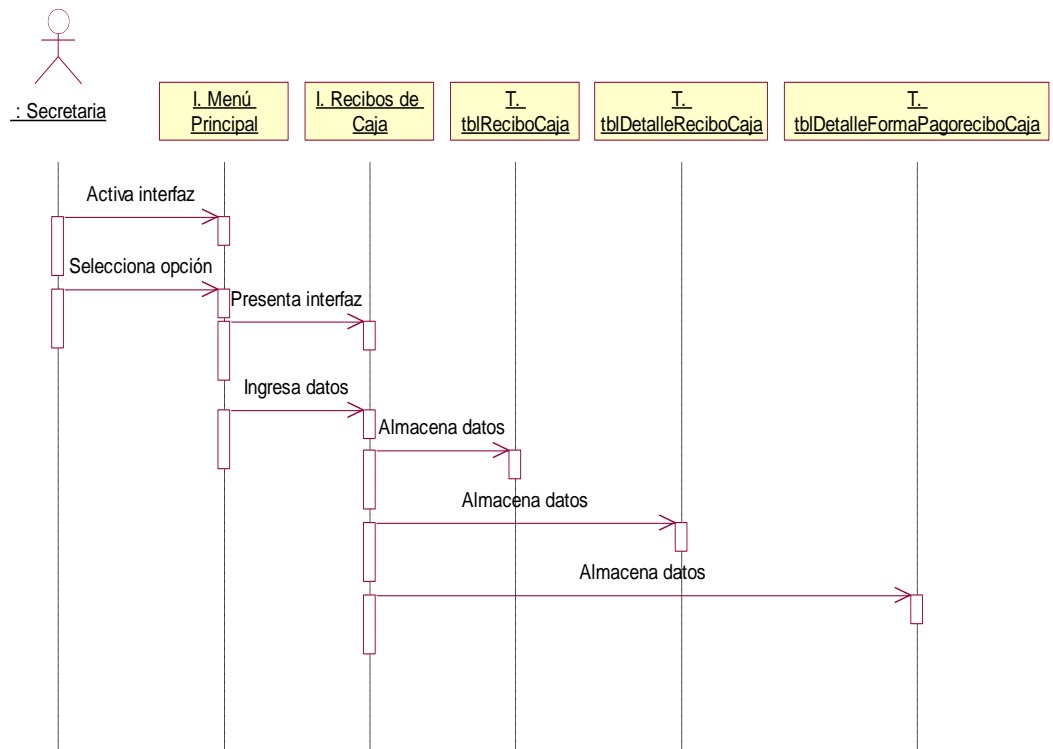 : Secretaria
I. Menú
Principal
I. Recibos de
Caja
T.
tblReciboCaja
T.
tblDetalleReciboCaja
T.
tblDetalleFormaPagoreciboCaja
Activa interfaz
Selecciona opción
Presenta interfaz
Ingresa datos
Almacena datos
Almacena datos
Almacena datos